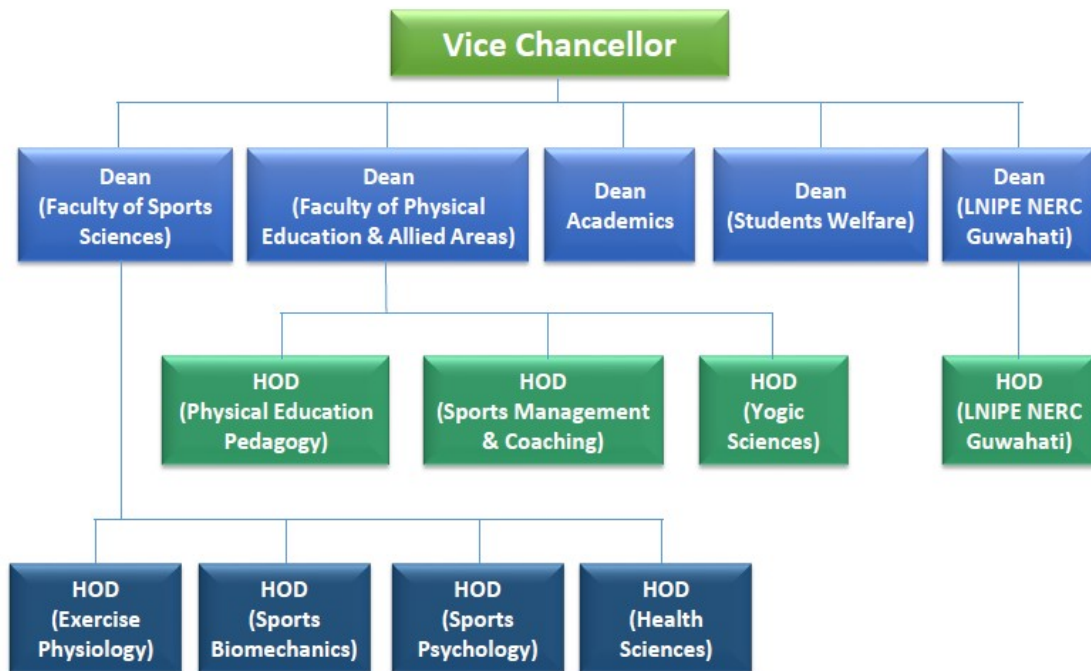 Vice Chancellor
Dean
(Faculty of Sports
Sciences)
Dean
(Faculty of Physical
Education & Allied Areas)
Dean
Academics
Dean
(Students Welfare)
Dean
(LNIPE NERC
Guwahati)
HOD
(Physical Education
Pedagogy)
HOD
(Sports Management
& Coaching)
HOD
(Yogic
Sciences)
HOD
(LNIPE NERC
Guwahati)
HOD
(Exercise
Physiology)
HOD
(Sports
Biomechanics)
HOD
(Sports
Psychology)
HOD
(Health
Sciences)